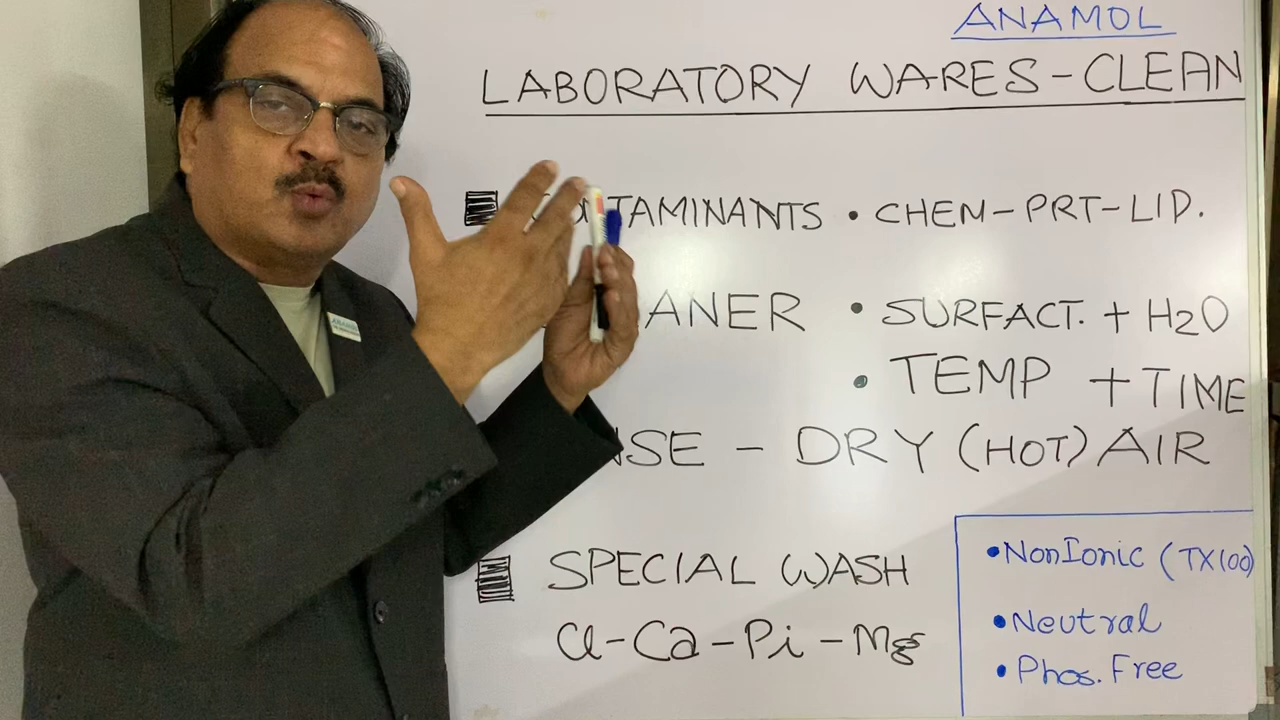 ANAMOL
LABORATORY WARES-CLEAN
TAMINANTS • CHEM-PRT-LID.
ANER • SURFACT. + H2O
• TEMP + TIME
NSE - DRY (HOT) AIR
SPECIAL WASH
Cl-Ca-Pi-Mg
• NonIonic (TX100)
• Neutral
• Phos. Free